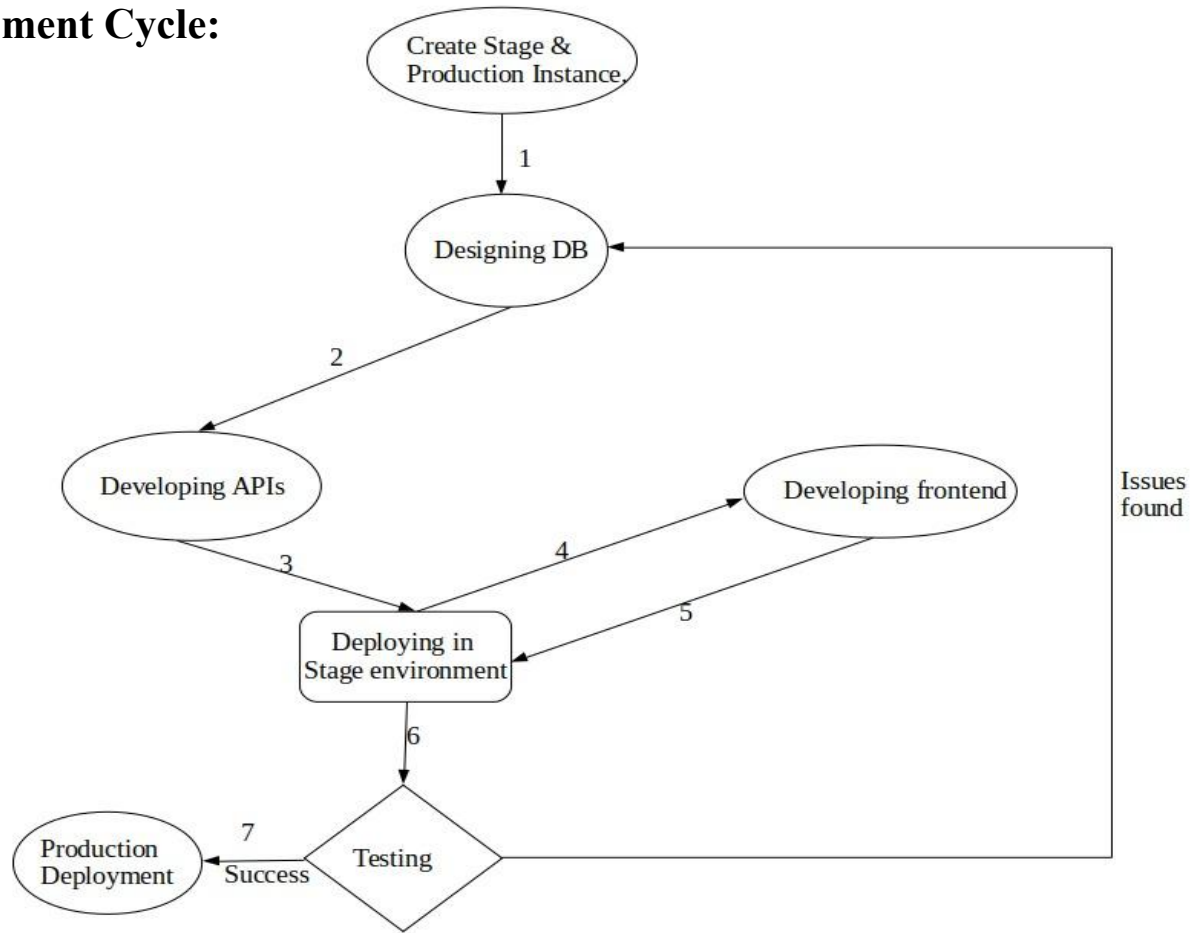 ment Cycle:
Create Stage &
Production Instance.
1
Designing DB
2
Developing APIs
Developing frontend
Issues
found
3
4
5
Deploying in
Stage environment
6
7
Production
Deployment
Success
Testing